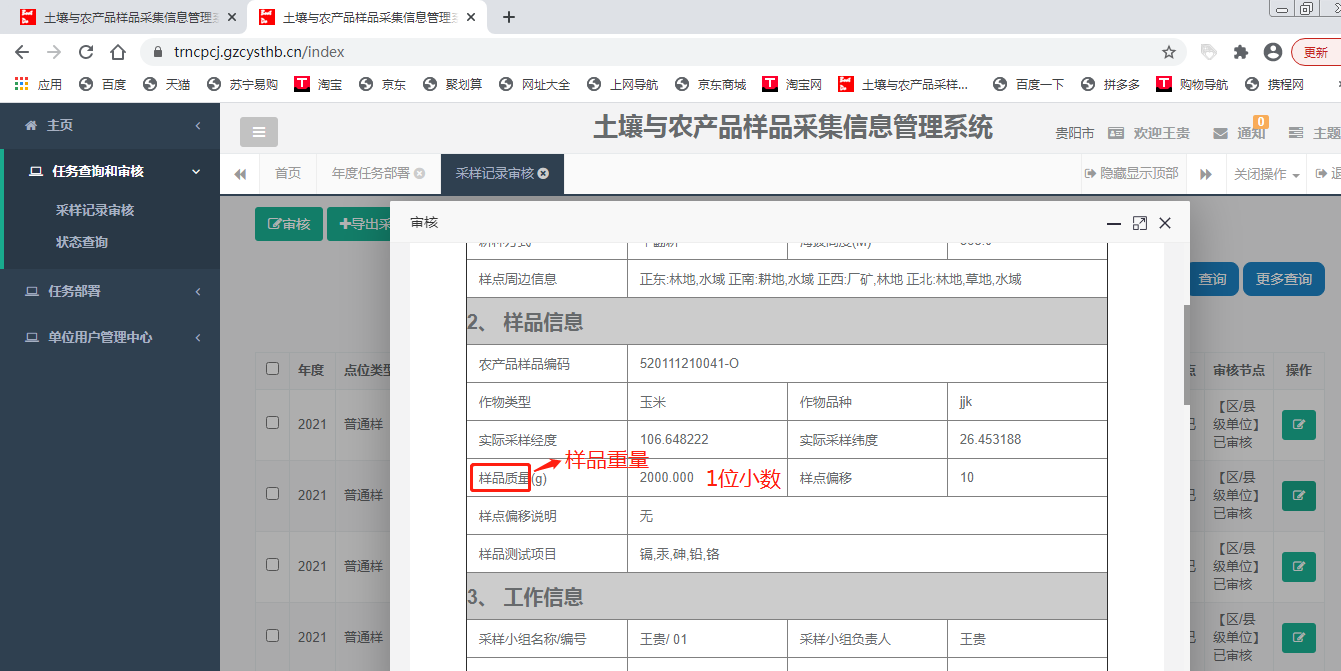 土壤与农产品样品采集信息管理系
土壤与农产品样品采集信息管理系
trncpcj.gzcysthb.cn/index
更新
应用 百度 天猫 苏宁易购 淘宝 京东 聚划算 网址大全 上网导航 京东商城 淘宝网 土壤与农产品采样... 百度一下 拼多多 购物导航 携程网
主页
任务查询和审核
采样记录审核
状态查询
任务部署
单位用户管理中心
土壤与农产品样品采集信息管理系统
贵阳市 欢迎王贵 通知 0 主题
首页 年度任务部署 采样记录审核 隐藏显示顶部 关闭操作 退
审核 导出采
查询 更多查询
年度 点位类型 审核节点 操作
2021 普通样 【区/县级单位】已审核
2021 普通样 【区/县级单位】已审核
2021 普通样 【区/县级单位】已审核
2021 普通样 【区/县级单位】已审核
审核
样点周边信息 正东:林地,水域 正南:耕地,水域 正西:厂矿,林地 正北:林地,草地,水域
2、 样品信息
农产品样品编码 520111210041-O
作物类型 玉米 作物品种 jjk
实际采样经度 106.648222 实际采样纬度 26.453188
样品重量
样品质量(g) 2000.000 1位小数 样点偏移 10
样点偏移说明 无
样品测试项目 镉,汞,砷,铅,铬
3、 工作信息
采样小组名称/编号 王贵/ 01 采样小组负责人 王贵